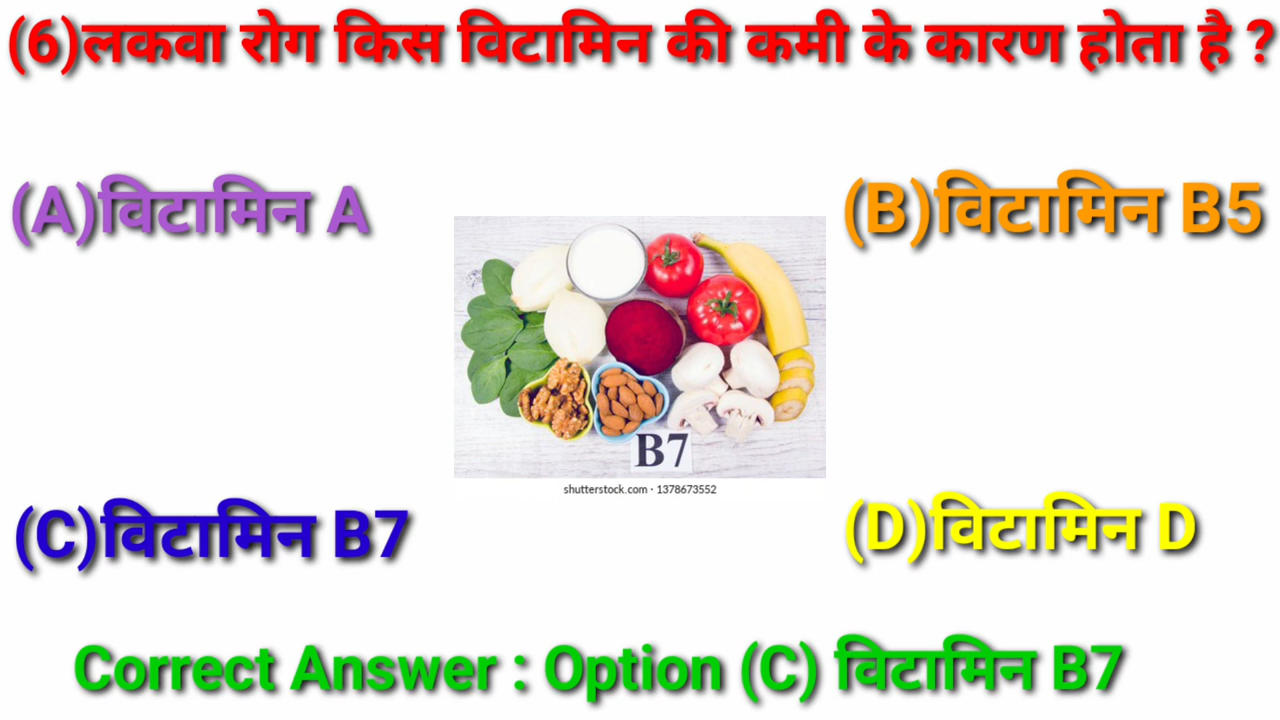 (6)लकवा रोग किस विटामिन की कमी के कारण होता है ?
(A)विटामिन A
(B)विटामिन B5
B7
shutterstock.com · 1378673552
(C)विटामिन B7
(D)विटामिन D
Correct Answer : Option (C) विटामिन B7